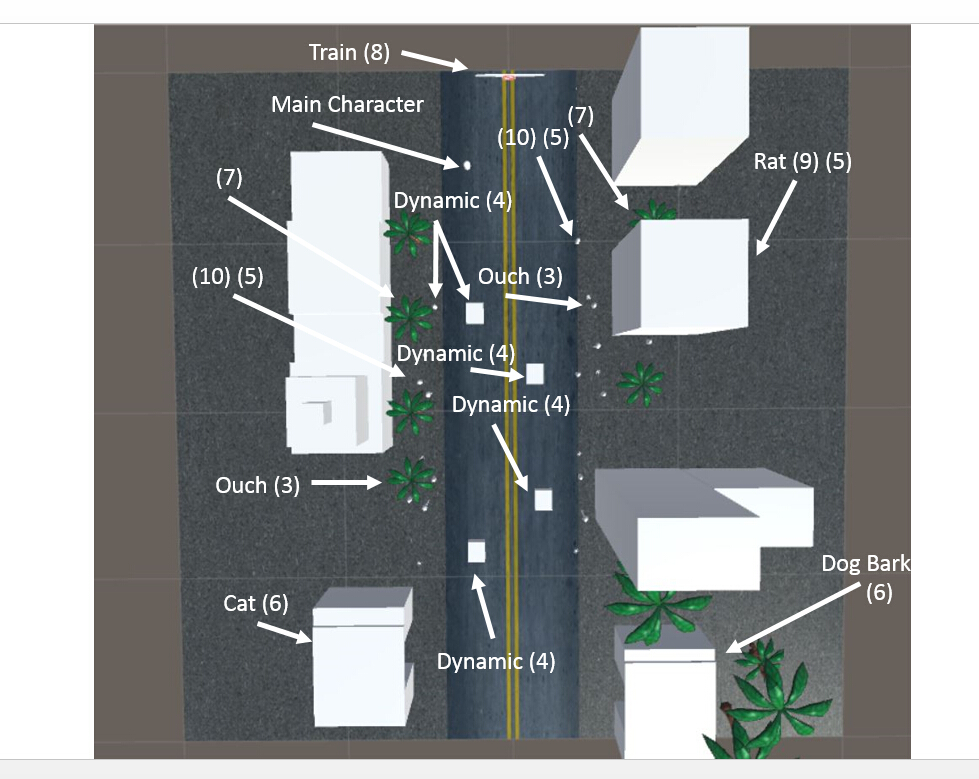 Train (8)
Main Character
(7)
(10) (5)
Rat (9) (5)
(7)
Dynamic (4)
(10) (5)
Ouch (3)
Dynamic (4)
Dynamic (4)
Ouch (3)
Dog Bark
(6)
Cat (6)
Dynamic (4)